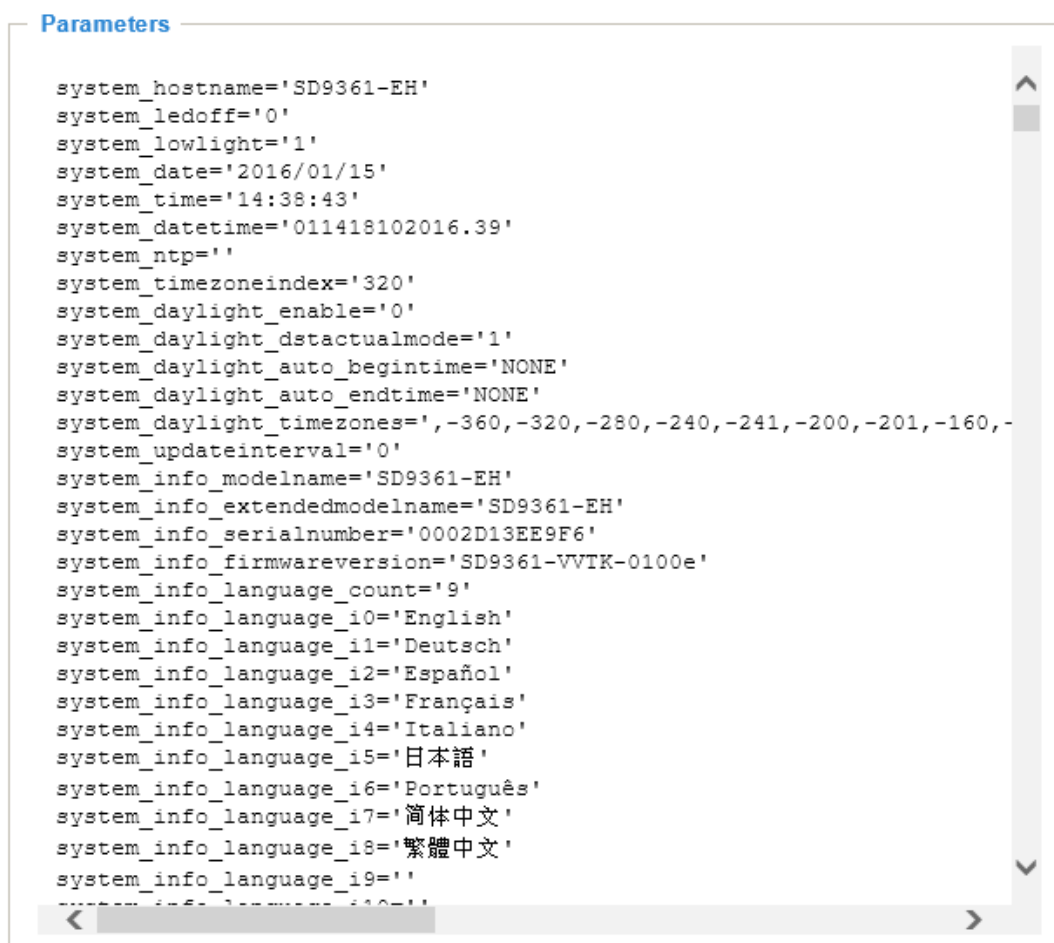 Parameters
system_hostname='SD9361-EH'
system_ledoff='0'
system_lowlight='1'
system_date='2016/01/15'
system_time='14:38:43'
system_datetime='011418102016.39'
system_ntp=''
system_timezoneindex='320'
system_daylight_enable='0'
system_daylight_dstactualmode='1'
system_daylight_auto_begintime='NONE'
system_daylight_auto_endtime='NONE'
system_daylight_timezones=',-360,-320,-280,-240,-241,-200,-201,-160,-
system_updateinterval='0'
system_info_modelname='SD9361-EH'
system_info_extendedmodelname='SD9361-EH'
system_info_serialnumber='0002D13EE9F6'
system_info_firmwareversion='SD9361-VVTK-0100e'
system_info_language_count='9'
system_info_language_i0='English'
system_info_language_i1='Deutsch'
system_info_language_i2='Español'
system_info_language_i3='Français'
system_info_language_i4='Italiano'
system_info_language_i5='日本語'
system_info_language_i6='Português'
system_info_language_i7='简体中文'
system_info_language_i8='繁體中文'
system_info_language_i9=''